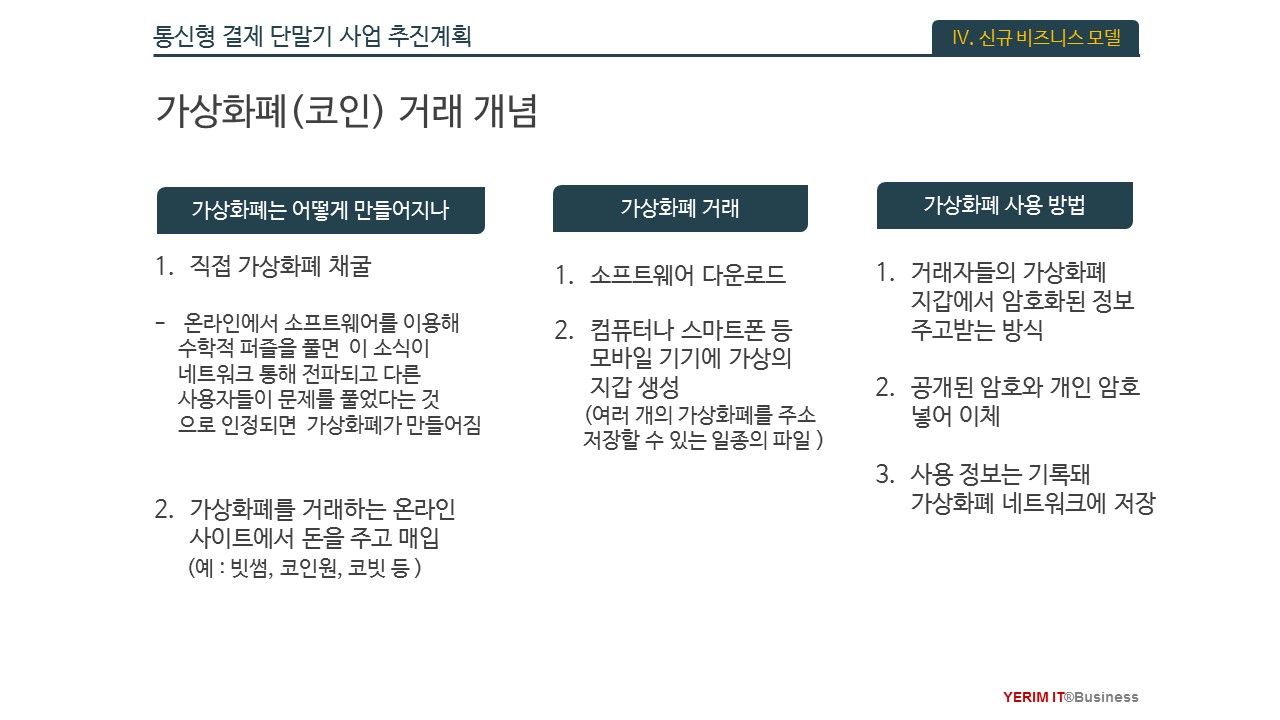 통신형 결제 단말기 사업 추진계획
Ⅳ. 신규 비즈니스 모델
가상화폐(코인) 거래 개념
가상화폐는 어떻게 만들어지나
1. 직접 가상화폐 채굴
- 온라인에서 소프트웨어를 이용해
수학적 퍼즐을 풀면 이 소식이
네트워크 통해 전파되고 다른
사용자들이 문제를 풀었다는 것
으로 인정되면 가상화폐가 만들어짐
2. 가상화폐를 거래하는 온라인
사이트에서 돈을 주고 매입
(예 : 빗썸, 코인원, 코빗 등 )
가상화폐 거래
1. 소프트웨어 다운로드
2. 컴퓨터나 스마트폰 등
모바일 기기에 가상의
지갑 생성
(여러 개의 가상화폐를 주소
저장할 수 있는 일종의 파일 )
가상화폐 사용 방법
1. 거래자들의 가상화폐
지갑에서 암호화된 정보
주고받는 방식
2. 공개된 암호와 개인 암호
넣어 이체
3. 사용 정보는 기록돼
가상화폐 네트워크에 저장
YERIM IT®Business